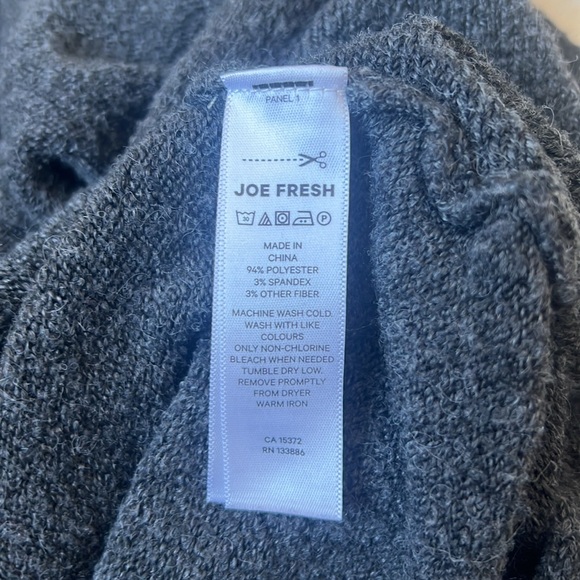 PANEL 1
JOE FRESH
30 P
MADE IN
CHINA
94% POLYESTER
3% SPANDEX
3% OTHER FIBER
MACHINE WASH COLD.
WASH WITH LIKE
COLOURS
ONLY NON-CHLORINE
BLEACH WHEN NEEDED
TUMBLE DRY LOW.
REMOVE PROMPTLY
FROM DRYER
WARM IRON
CA 15372
RN 133886